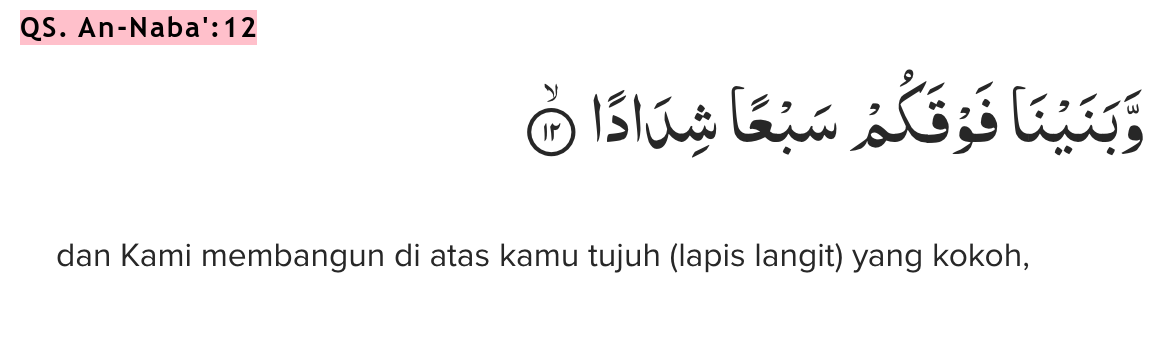 QS. An-Naba':12
وَّبَنَيْنَا فَوْقَكُمْ سَبْعًا شِدَادًا ۙ ١٢
dan Kami membangun di atas kamu tujuh (lapis langit) yang kokoh,